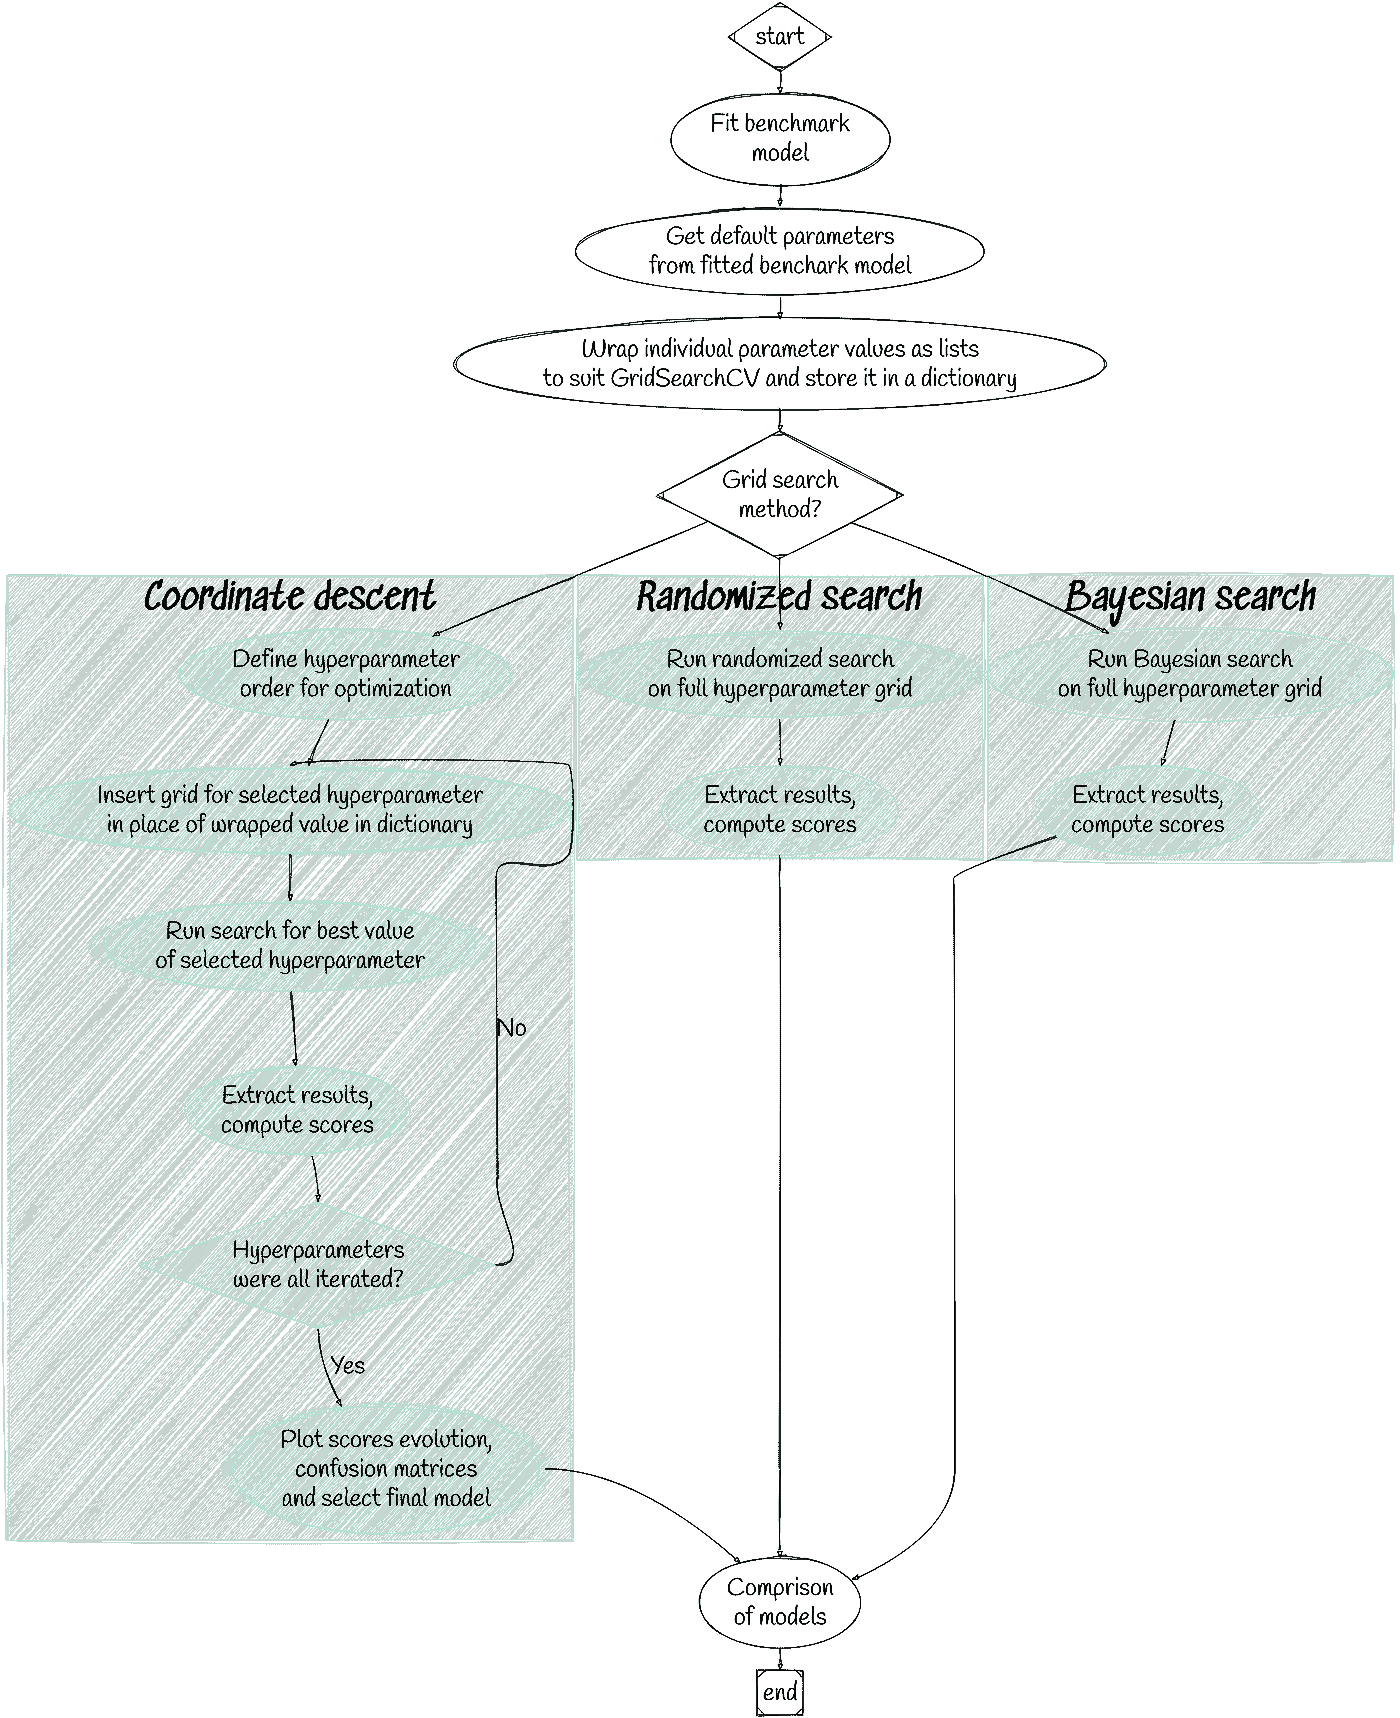 start
Fit benchmark
model
Get default parameters
from fitted benchark model
Wrap individual parameter values as lists
to suit GridSearchCV and store it in a dictionary
Grid search
method?
Coordinate descent
Define hyperparameter
order for optimization
Insert grid for selected hyperparameter
in place of wrapped value in dictionary
Run search for best value
of selected hyperparameter
No
Extract results,
compute scores
Hyperparameters
were all iterated?
Yes
Plot scores evolution,
confusion matrices
and select final model
Randomized search
Run randomized search
on full hyperparameter grid
Extract results,
compute scores
Bayesian search
Run Bayesian search
on full hyperparameter grid
Extract results,
compute scores
Comprison
of models
end